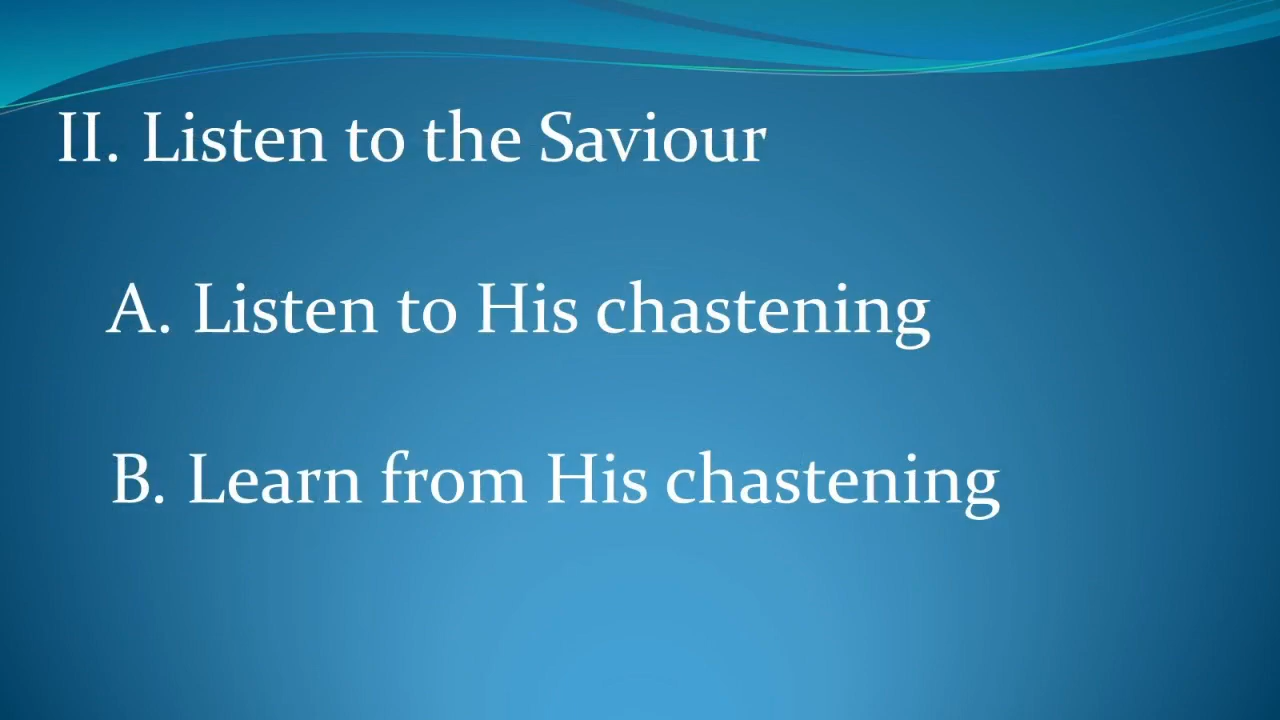 II. Listen to the Saviour
A. Listen to His chastening
B. Learn from His chastening